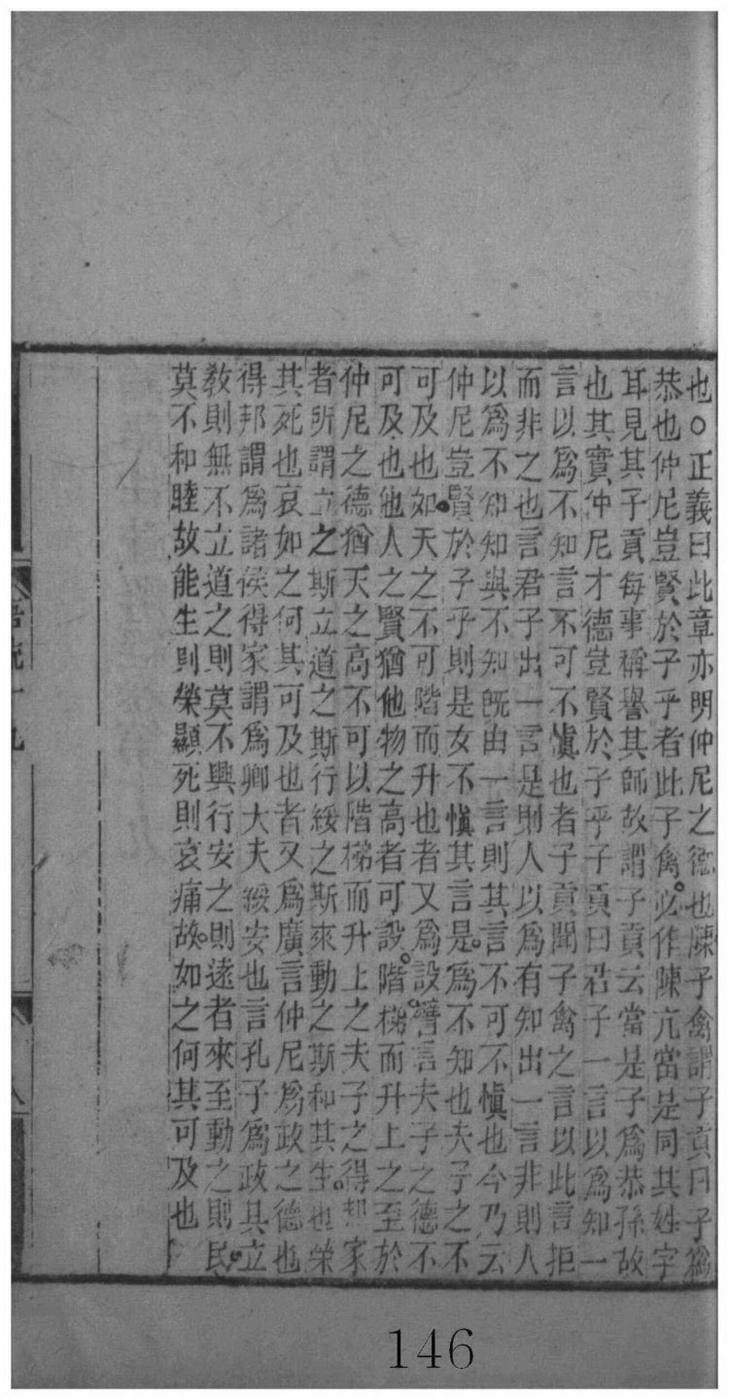 也○正義曰此章亦明仲尼之德也陳子禽謂子貢曰子爲
恭也仲尼豈賢於子乎者此子禽必作陳亢當是同其姓字
耳見其子貢每事稱譽其師故謂子貢云當是子爲恭孫故
也其實仲尼才德豈賢於子乎子貢曰君子一言以爲知一
言以爲不知言不可不慎也者子貢聞子禽之言以此言拒
而非之也言君子出一言是則人以爲有知出一言非則人
以爲不知知與不知既由一言則其言不可不慎也今乃云
仲尼豈賢於子乎則是女不慎其言是爲不知也夫子之不
可及也如天之不可階而升也者又爲設譬言夫子之德不
可及也他人之賢猶他物之高者可設階梯而升上之至於
仲尼之德猶天之高不可以階梯而升上之夫子之得邦家
者所謂立之斯立道之斯行綏之斯來動之斯和其生也榮
其死也哀如之何其可及也者又爲廣言仲尼爲政之德也
得邦謂爲諸侯得家謂爲卿大夫綏安也言孔子爲政其立
教則無不立道之則莫不興行安之則遠者來至動之則民
莫不和睦故能生則榮顯死則哀痛故如之何其可及也
語疏十九
146